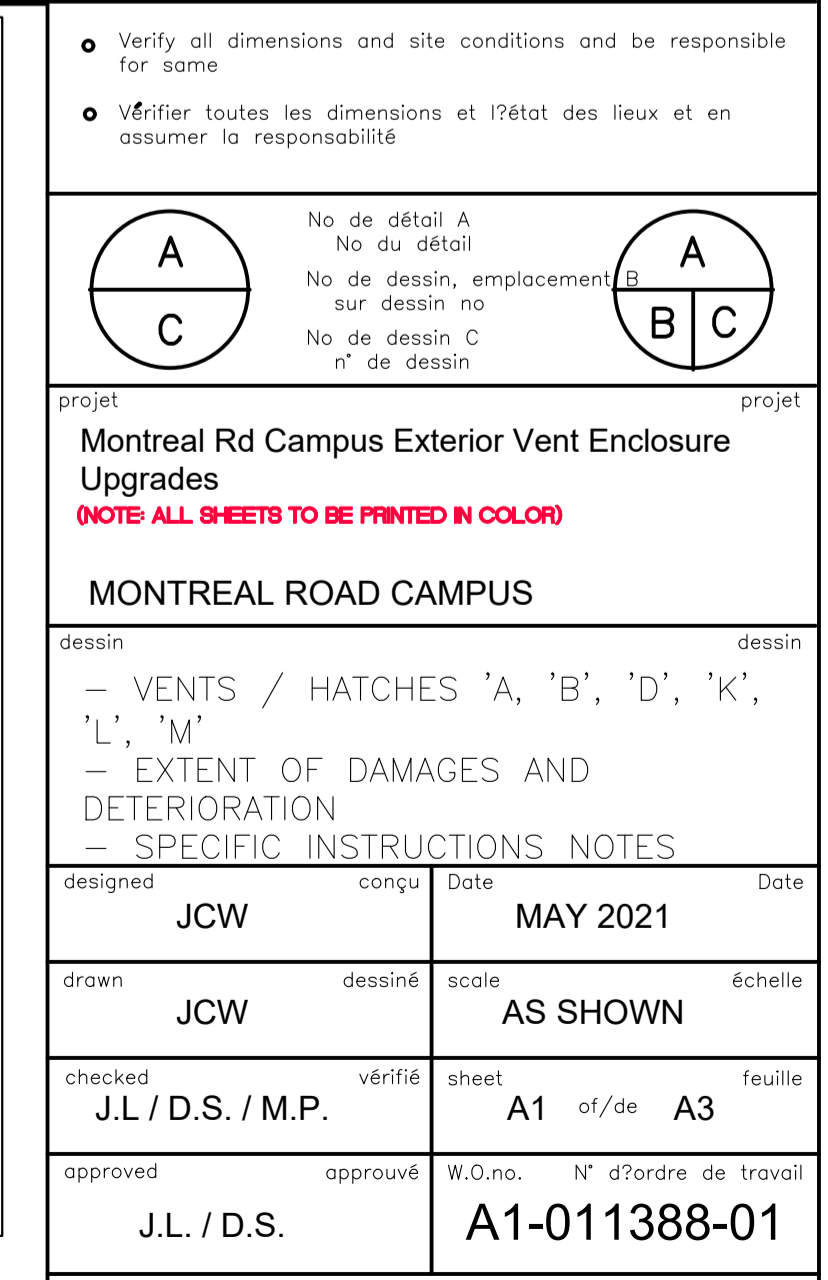 Verify all dimensions and site conditions and be responsible
for same
Vérifier toutes les dimensions et l?état des lieux et en
assumer la responsabilité
A
C
No de détail A
No du détail
No de dessin, emplacement B
sur dessin no
No de dessin C
n° de dessin
A
B C
projet projet
Montreal Rd Campus Exterior Vent Enclosure
Upgrades
(NOTE: ALL SHEETS TO BE PRINTED IN COLOR)
MONTREAL ROAD CAMPUS
dessin dessin
– VENTS / HATCHES 'A, 'B', 'D', 'K',
'L', 'M'
– EXTENT OF DAMAGES AND
DETERIORATION
– SPECIFIC INSTRUCTIONS NOTES
designed conçu
JCW
Date Date
MAY 2021
drawn dessiné
JCW
scale échelle
AS SHOWN
checked vérifié
J.L / D.S. / M.P.
sheet feuille
A1 of/de A3
approved approuvé
J.L. / D.S.
W.O.no. N° d?ordre de travail
A1-011388-01